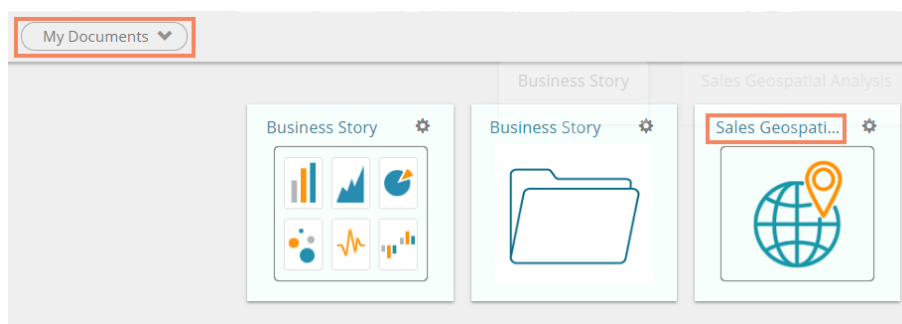 My Documents
Business Story
Sales Geospatial Analysis
Business Story
Business Story
Sales Geospati...